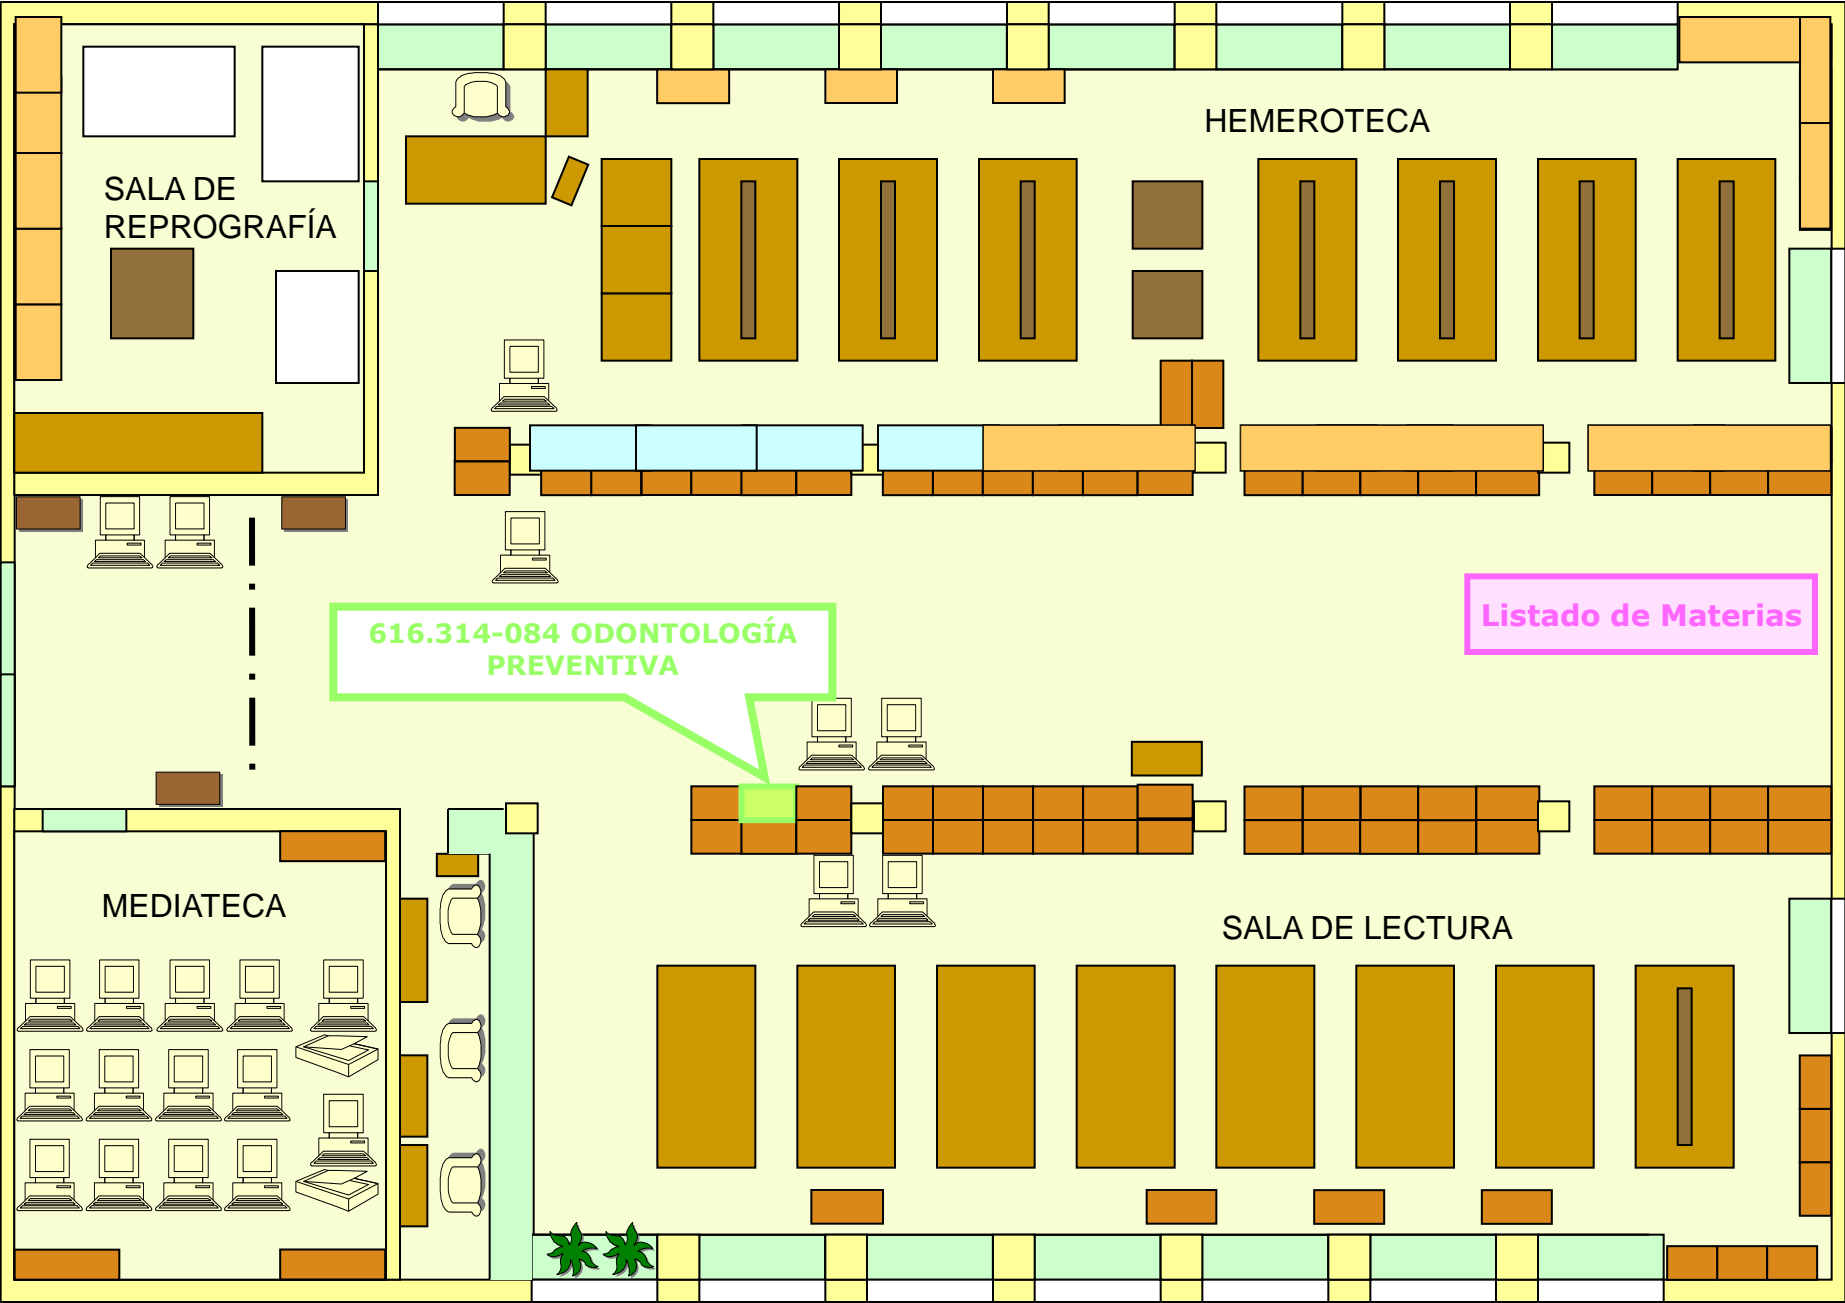 HEMEROTECA
SALA DE
REPROGRAFÍA
Listado de Materias
616.314-084 ODONTOLOGÍA
PREVENTIVA
MEDIATECA
SALA DE LECTURA